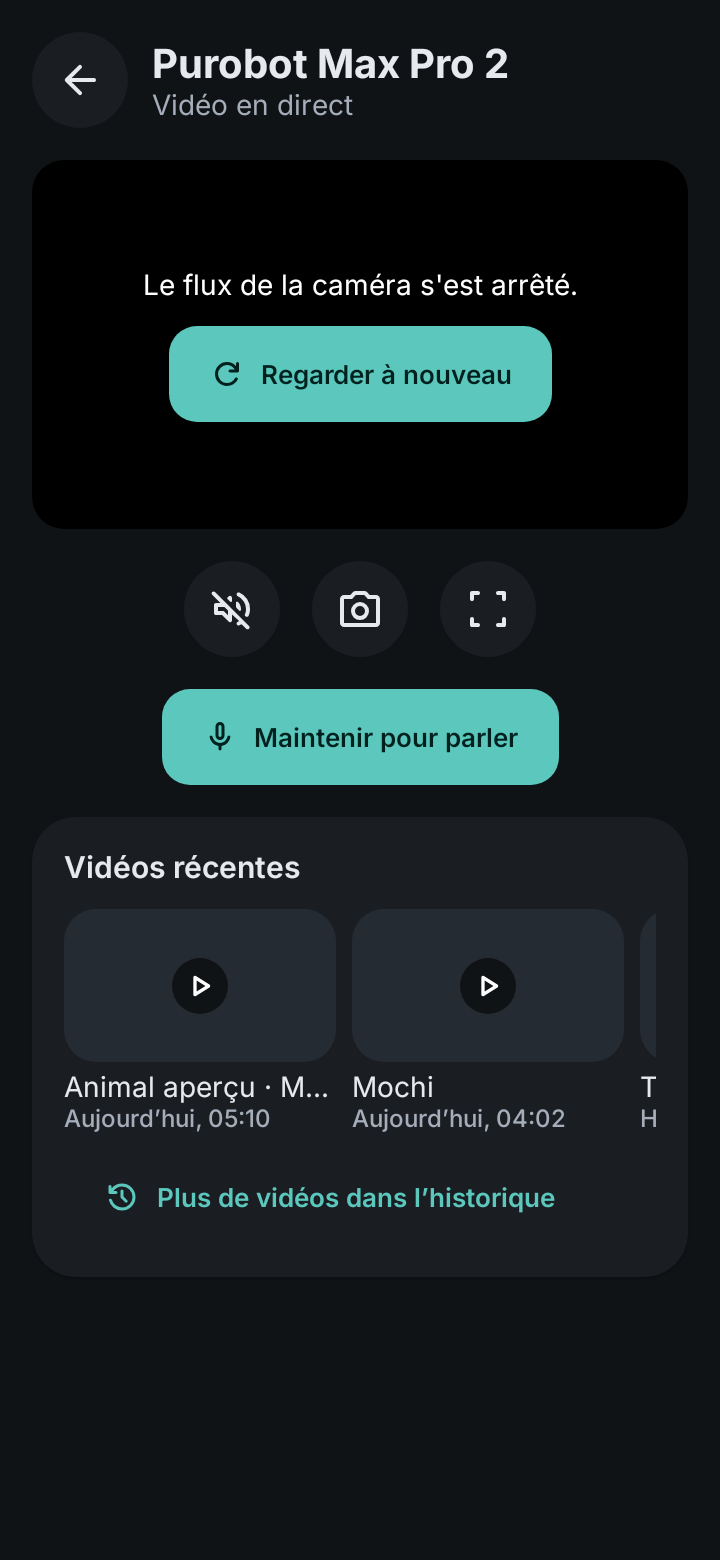 Purobot Max Pro 2
Vidéo en direct
Le flux de la caméra s'est arrêté.
Regarder à nouveau
Maintenir pour parler
Vidéos récentes
Animal aperçu · M...
Aujourd’hui, 05:10
Mochi
Aujourd’hui, 04:02
T
H
Plus de vidéos dans l’historique